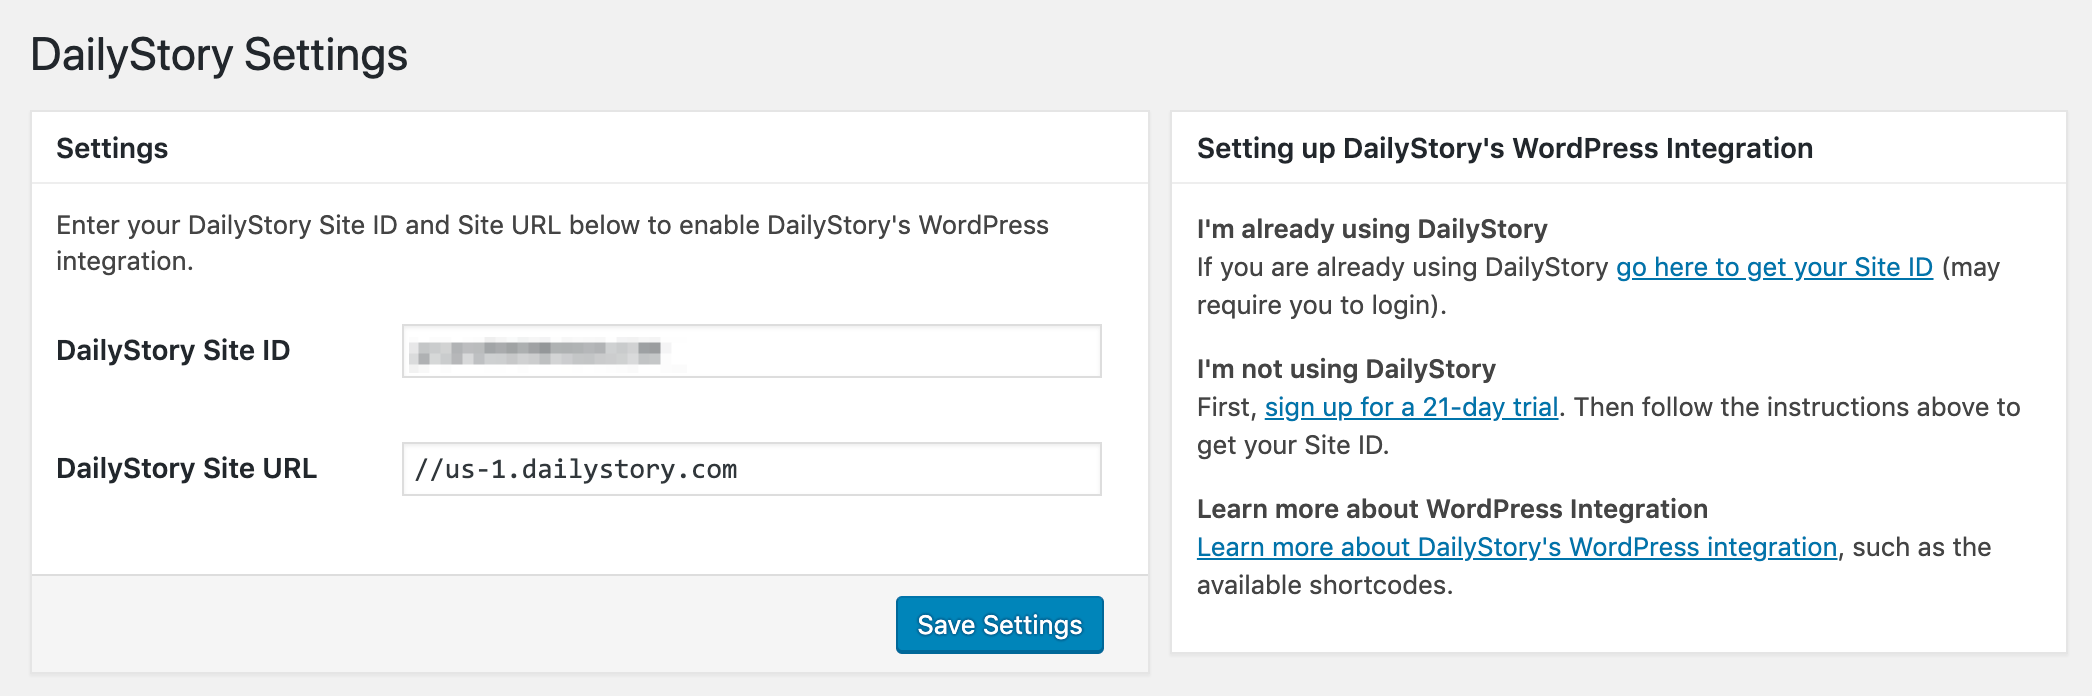 DailyStory Settings
Settings
Enter your DailyStory Site ID and Site URL below to enable DailyStory's WordPress
integration.
DailyStory Site ID
DailyStory Site URL
//us-1.dailystory.com
Save Settings
Setting up DailyStory's WordPress Integration
I'm already using DailyStory
If you are already using DailyStory go here to get your Site ID (may
require you to login).
I'm not using DailyStory
First, sign up for a 21-day trial. Then follow the instructions above to
get your Site ID.
Learn more about WordPress Integration
Learn more about DailyStory's WordPress integration, such as the
available shortcodes.